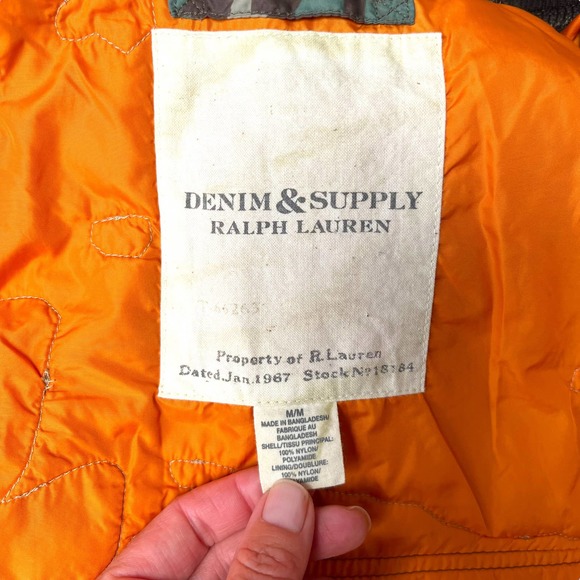 DENIM & SUPPLY
RALPH LAUREN
Property of R.Lauren
Dated.Jan.1967 Stock Nº18184
M/M
MADE IN BANGLADESH/
FABRIQUE AU
BANGLADESH
SHELL/TISSU PRINCIPAL:
100% NYLON/
POLYAMIDE
LINING/DOUBLURE:
100% NYLON/